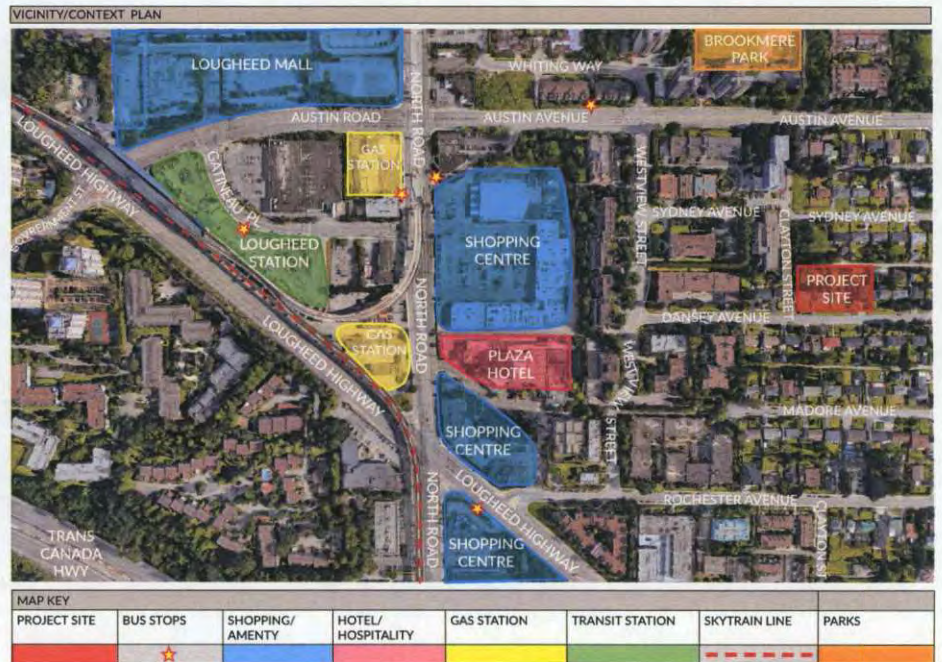 VICINITY/CONTEXT PLAN
LOUGHEED MALL
BROOKMERE
PARK
WHITING WAY
AUSTIN ROAD
NORTH ROAD
AUSTIN AVENUE
AUSTIN AVENUE
LOUGHEED HIGHWAY
GAS
STATION
GATINEAU PL
WESTVIEW STREET
SYDNEY AVENUE
CLAYTON STREET
SYDNEY AVENUE
LOUGHEED
STATION
SHOPPING
CENTRE
PROJECT
SITE
NORTH ROAD
DANSEY AVENUE
LOUGHEED HIGHWAY
GAS
STATION
PLAZA
HOTEL
WESTVIEW STREET
MADORE AVENUE
SHOPPING
CENTRE
LOUGHEED HIGHWAY
ROCHESTER AVENUE
NORTH ROAD
CLAYTON ST
SHOPPING
CENTRE
TRANS
CANADA
HWY
MAP KEY
PROJECT SITE
BUS STOPS
SHOPPING/
AMENTY
HOTEL/
HOSPITALITY
GAS STATION
TRANSIT STATION
SKYTRAIN LINE
PARKS